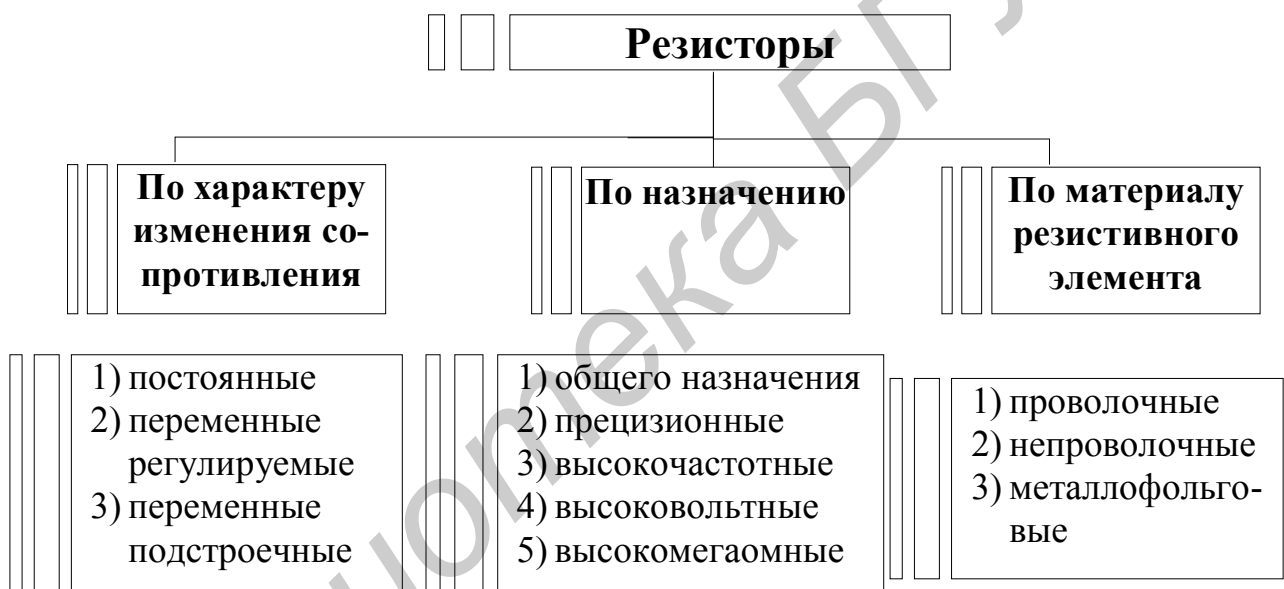 Резисторы
По характеру
изменения со-
противления
По назначению
По материалу
резистивного
элемента
1) постоянные
2) переменные
регулируемые
3) переменные
подстроечные
1) общего назначения
2) прецизионные
3) высокочастотные
4) высоковольтные
5) высокомегаомные
1) проволочные
2) непроволочные
3) металлофольго-
вые